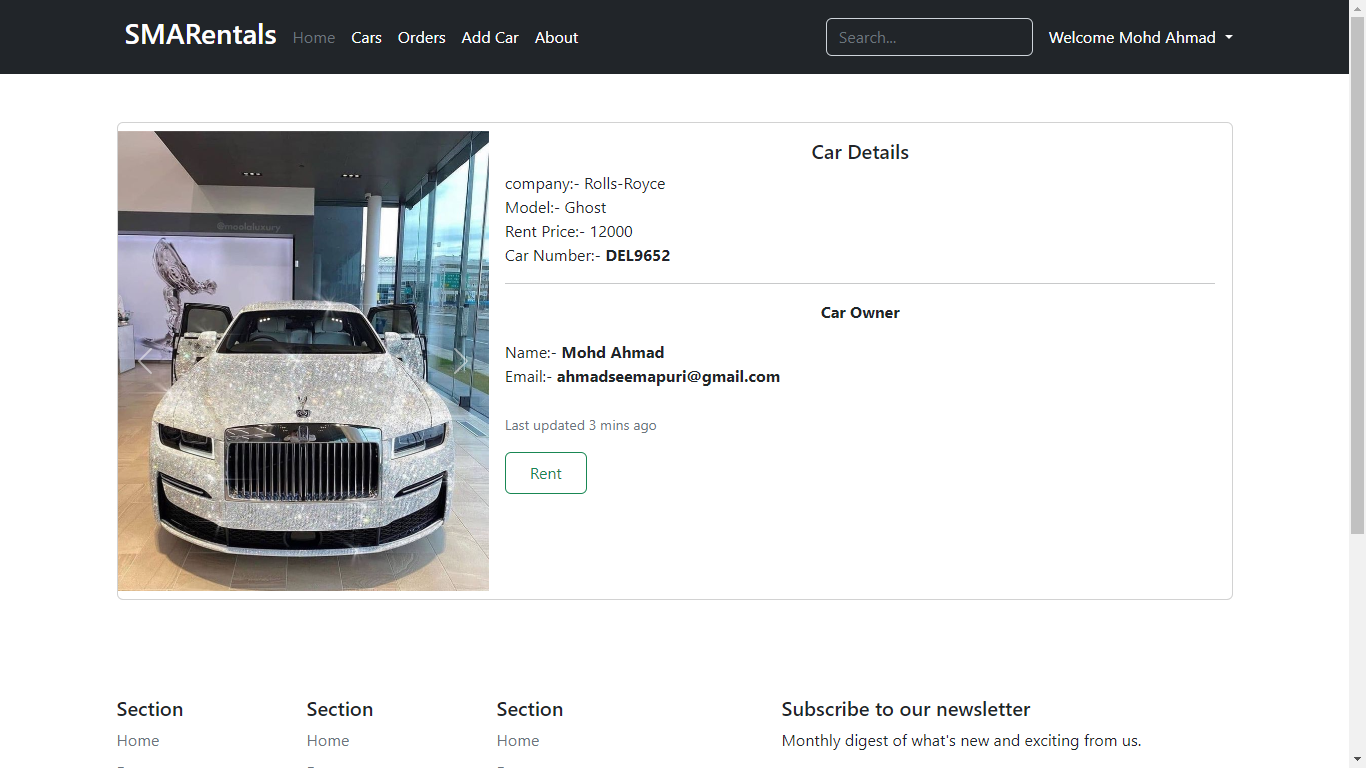 SMARentals Home Cars Orders Add Car About Search... Welcome Mohd Ahmad
@maolaluxury
Car Details
company:- Rolls-Royce
Model:- Ghost
Rent Price:- 12000
Car Number:- DEL9652
Car Owner
Name:- Mohd Ahmad
Email:- ahmadseemapuri@gmail.com
Last updated 3 mins ago
Rent
Section
Home
Section
Home
Section
Home
Subscribe to our newsletter
Monthly digest of what's new and exciting from us.